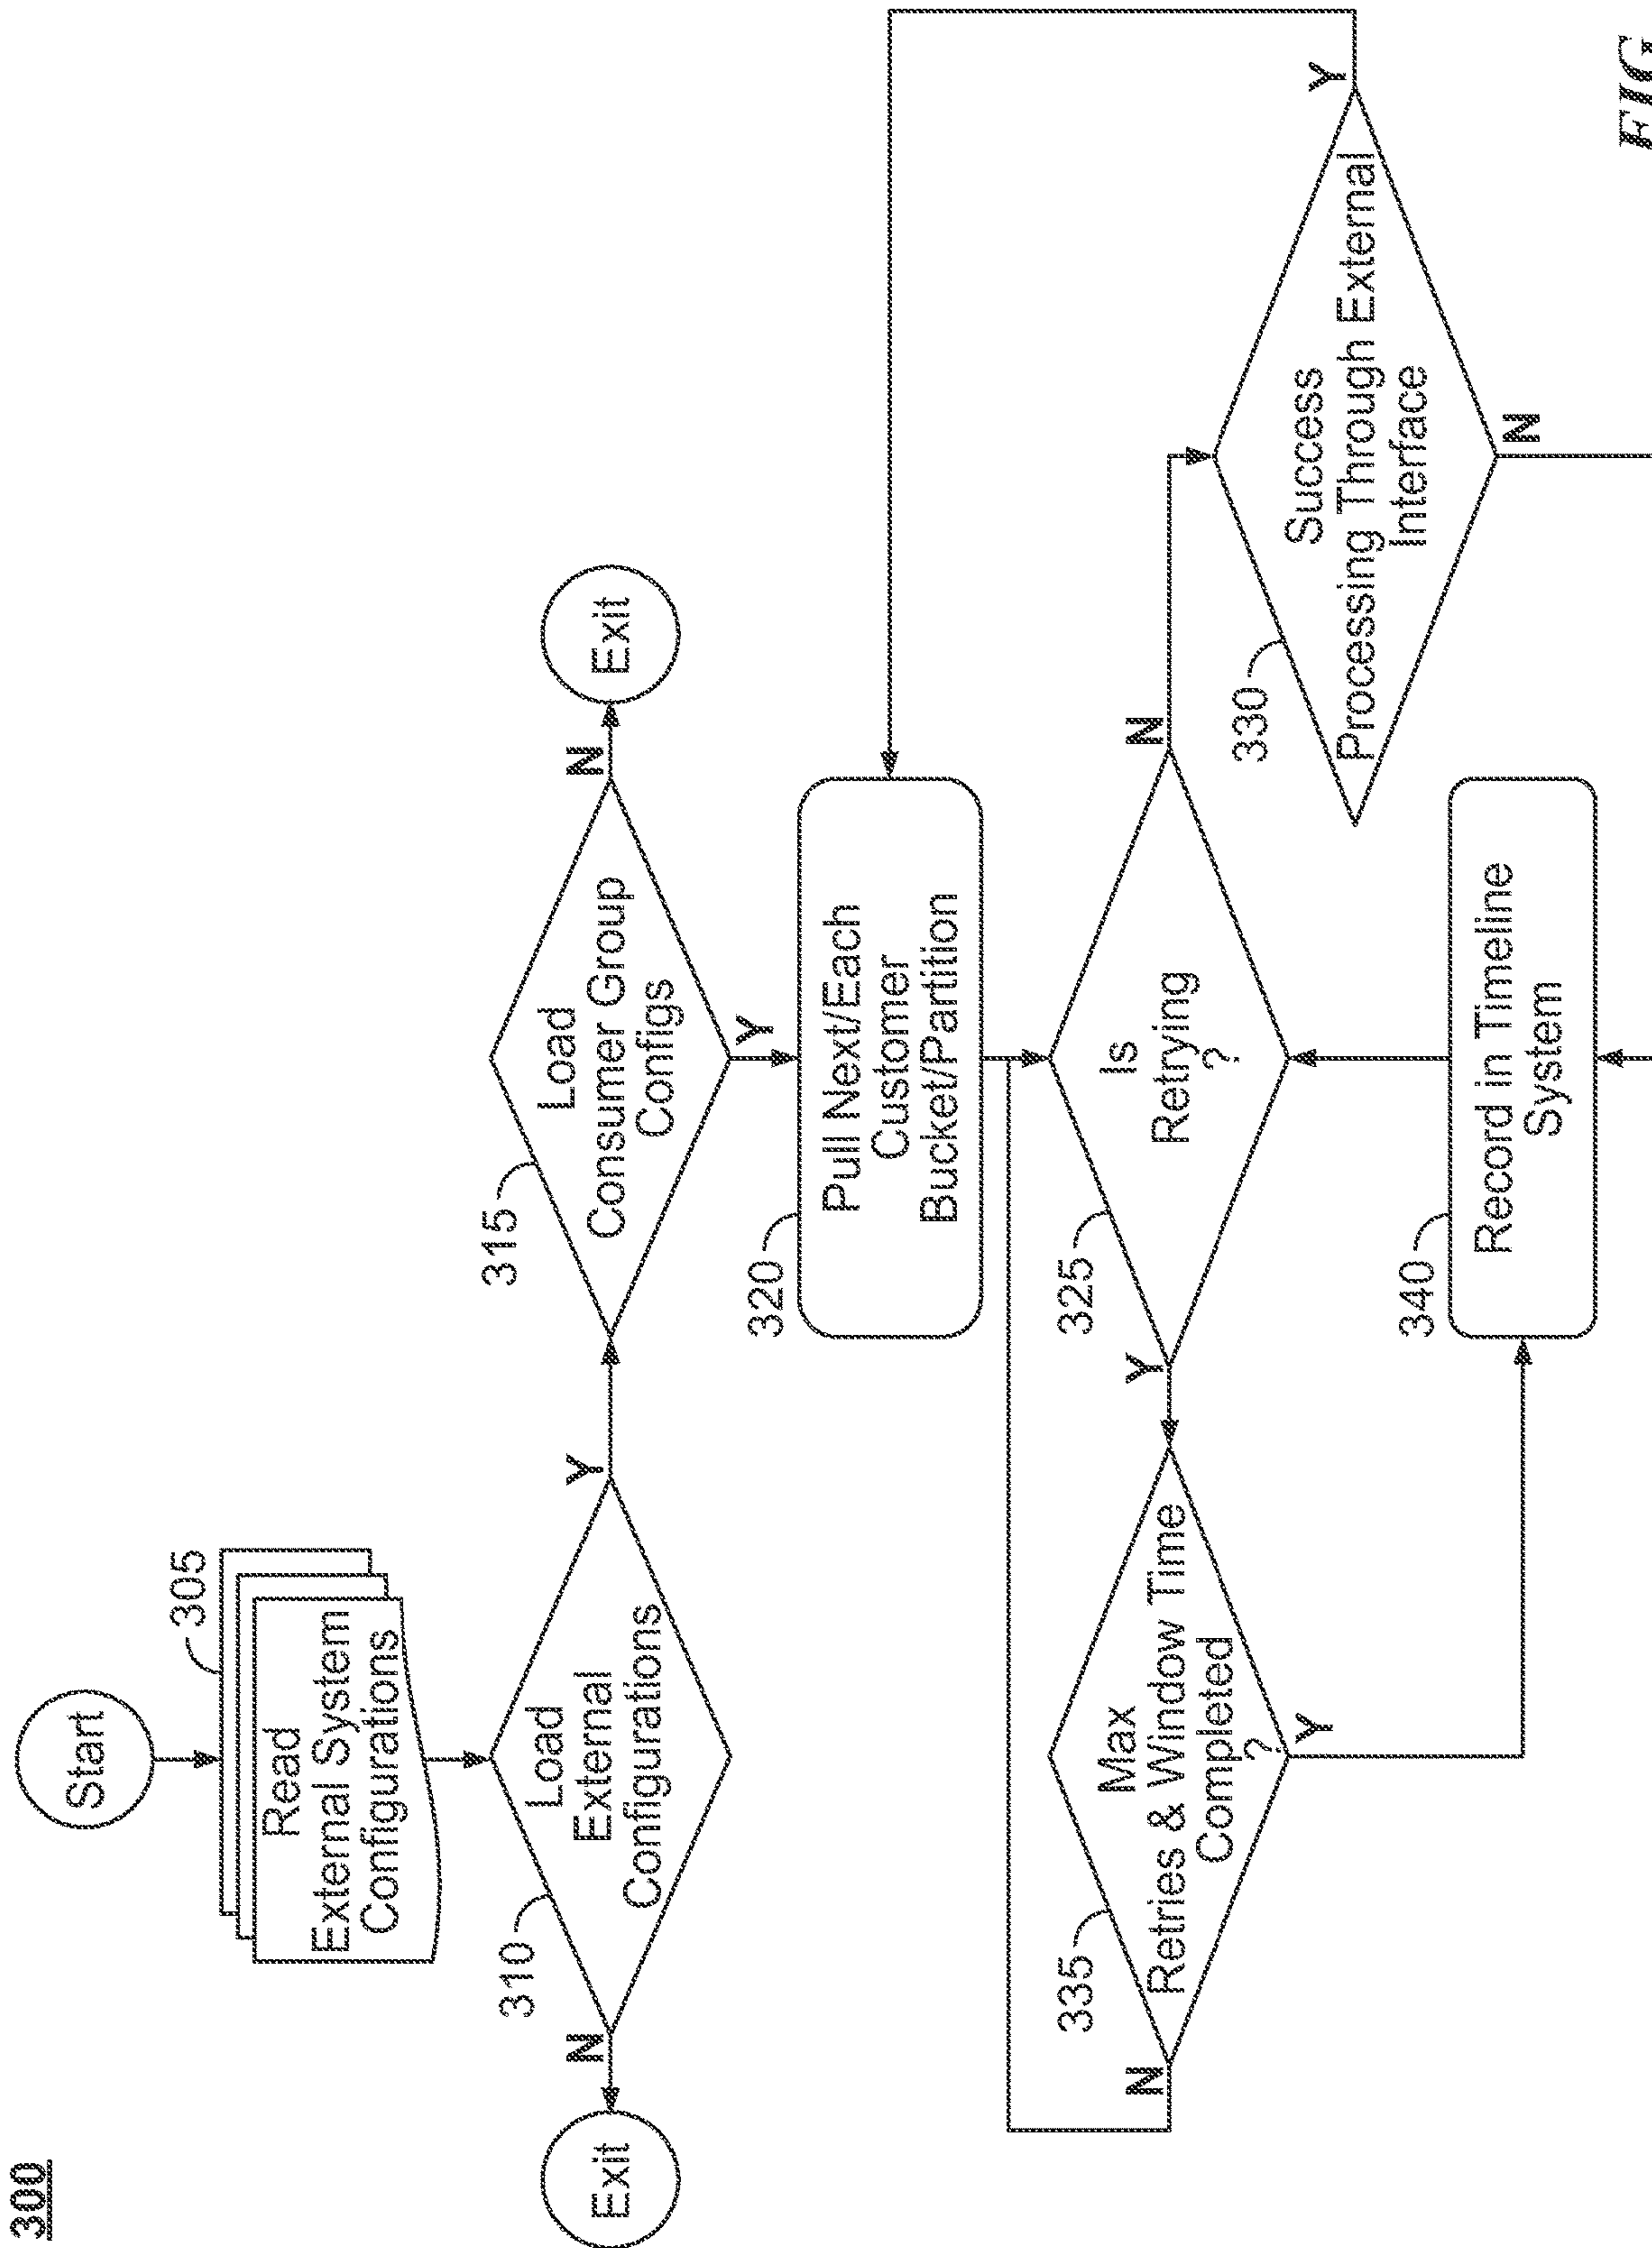 300
Start
Read
External System
Configurations
305
Load
External
Configurations
310
N
Exit
Y
Load
Consumer Group
Configs
315
N
Exit
Y
Pull Next/Each
Customer
Bucket/Partition
320
Is
Retrying
?
325
Y
N
Max
Retries & Window Time
Completed
?
335
N
Y
Success
Processing Through External
Interface
330
Y
N
Record in Timeline
System
340
FIG